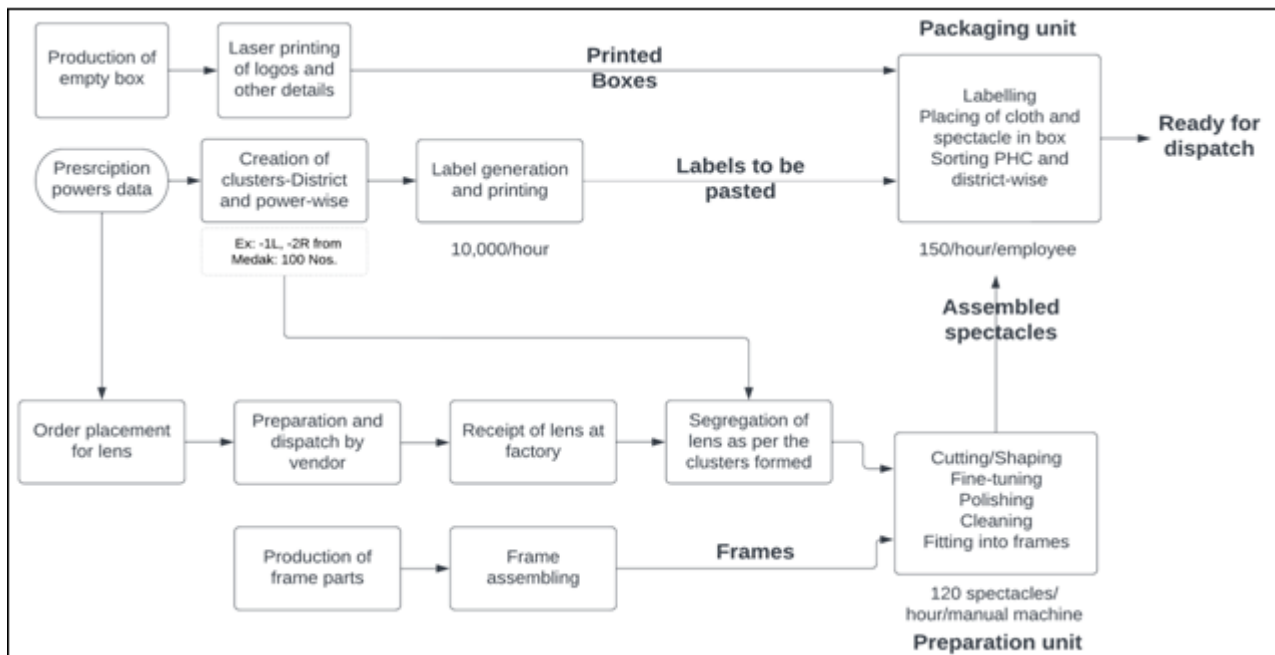 Production of
empty box
Laser printing
of logos and
other details
Printed
Boxes
Packaging unit
Labelling
Placing of cloth and
spectacle in box
Sorting PHC and
district-wise
Ready for
dispatch
Presrciption
powers data
Creation of
clusters-District
and power-wise
Label generation
and printing
Labels to be
pasted
Ex: -1L, -2R from
Medak: 100 Nos.
10,000/hour
150/hour/employee
Assembled
spectacles
Order placement
for lens
Preparation and
dispatch by
vendor
Receipt of lens at
factory
Segregation of
lens as per the
clusters formed
Cutting/Shaping
Fine-tuning
Polishing
Cleaning
Fitting into frames
Production of
frame parts
Frame
assembling
Frames
120 spectacles/
hour/manual machine
Preparation unit